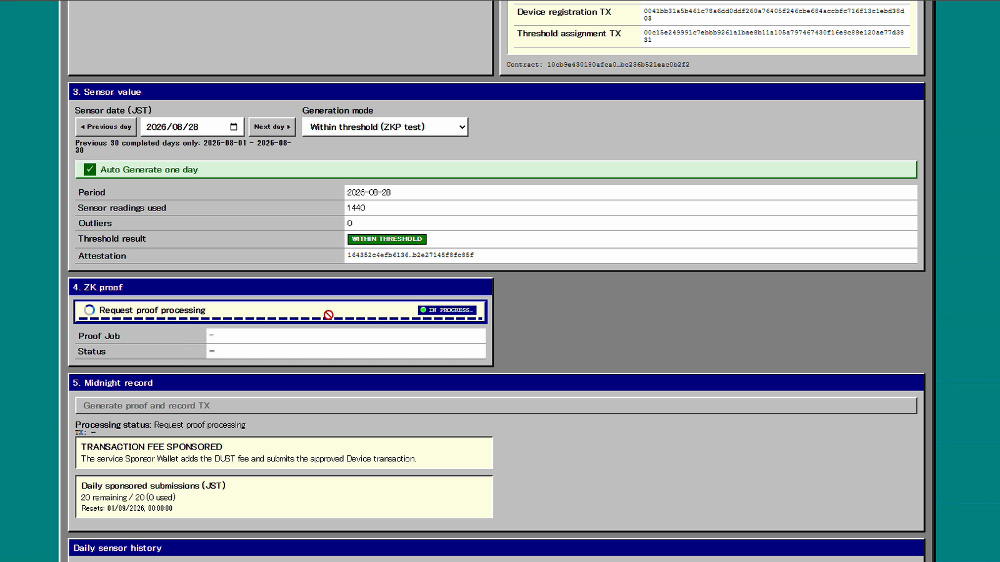 Device registration TX
0041bb31a5b461c78a6dd0ddf260a76405f246cbe684accbfc716f13c1ebd38d
03
Threshold assignment TX
00c15e249991c7ebbb9261a1bae8b11a105a797467430f16e8c88e120ae77d38
31
Contract: 10cb9e430180afca0…bc236b521eac0b2f2
3. Sensor value
Sensor date (JST)
Generation mode
Previous day
2026/08/28
Next day
Within threshold (ZKP test)
Previous 30 completed days only: 2026-08-01 - 2026-08-
30
Auto Generate one day
Period
2026-08-28
Sensor readings used
1440
Outliers
0
Threshold result
WITHIN THRESHOLD
Attestation
164352c4efb6136…b2e27145f8fc85f
4. ZK proof
Request proof processing
IN PROGRESS…
Proof Job
-
Status
-
5. Midnight record
Generate proof and record TX
Processing status: Request proof processing
TX: -
TRANSACTION FEE SPONSORED
The service Sponsor Wallet adds the DUST fee and submits the approved Device transaction.
Daily sponsored submissions (JST)
20 remaining / 20 (0 used)
Resets: 01/09/2026, 00:00:00
Daily sensor history